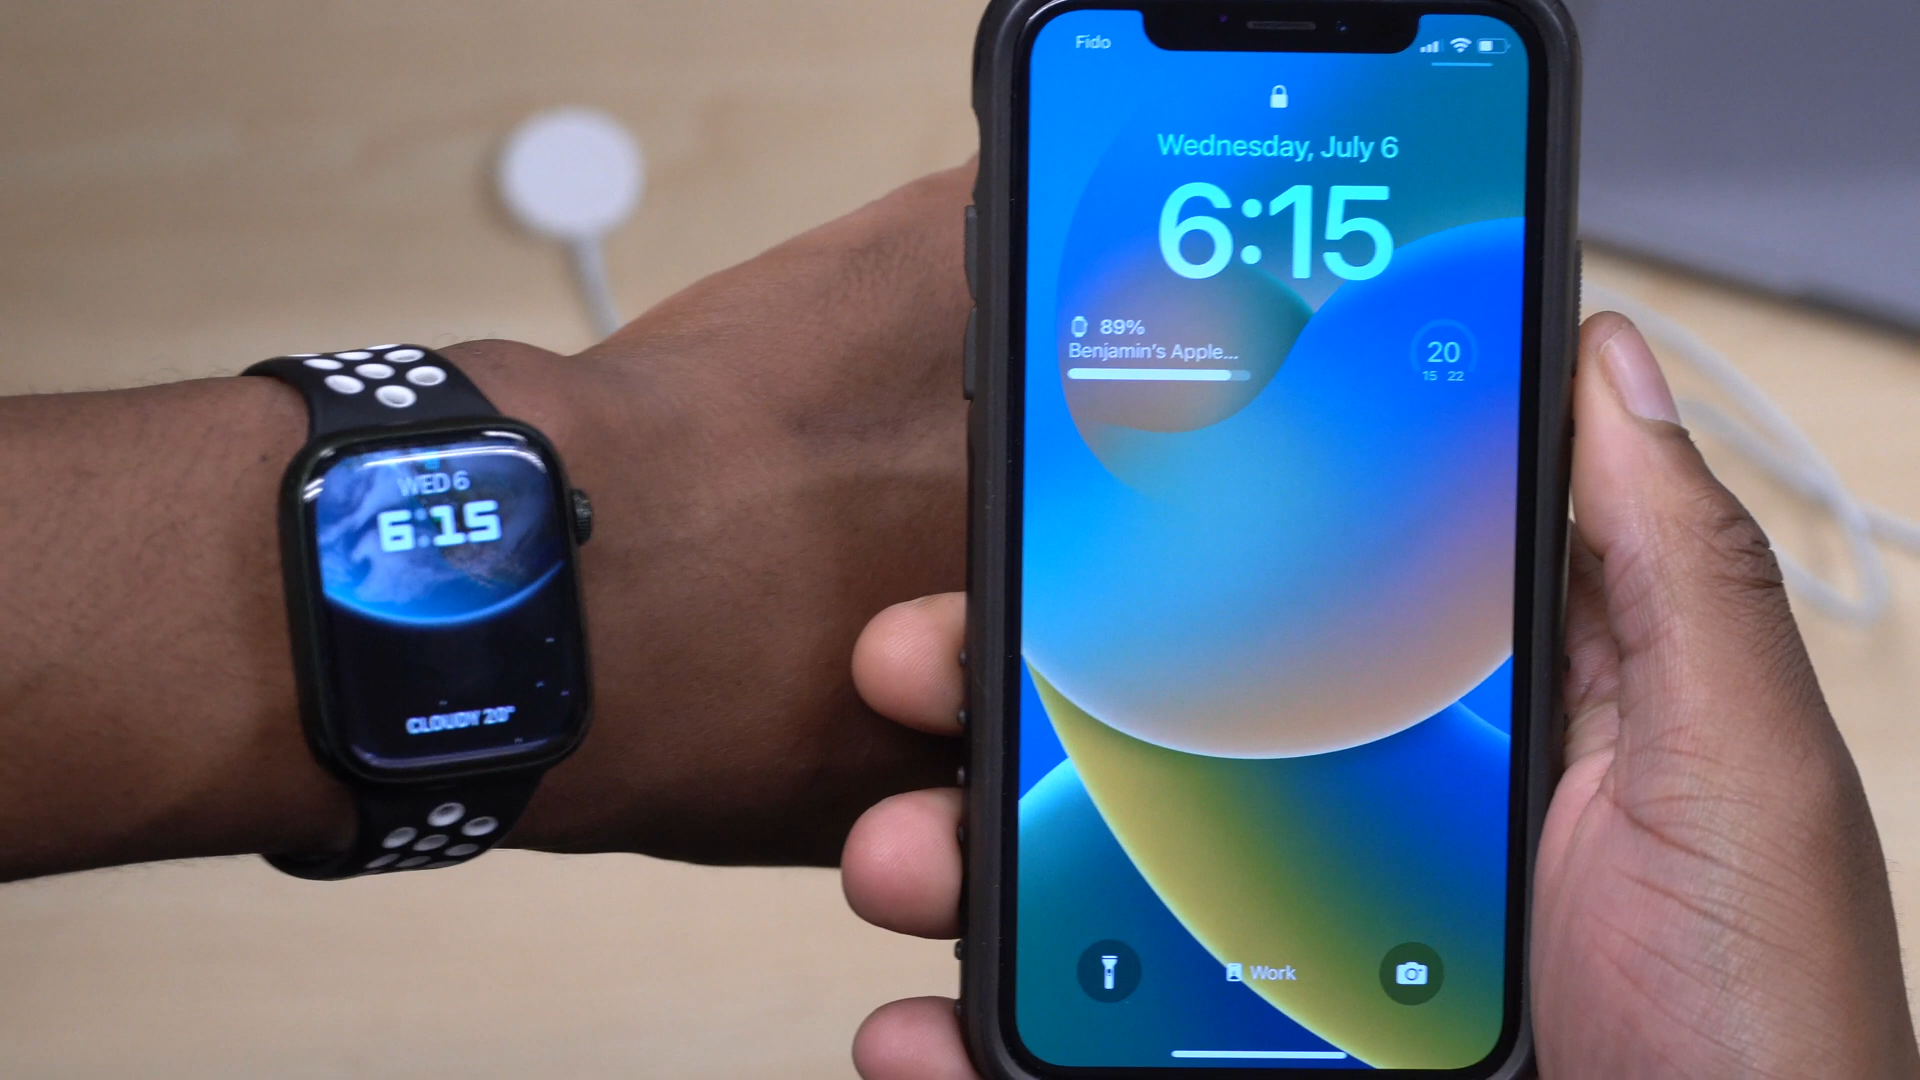 WED 6
6:15
CLOUDY 20°
Fido
Wednesday, July 6
6:15
89%
Benjamin's Apple...
20
15 22
Work